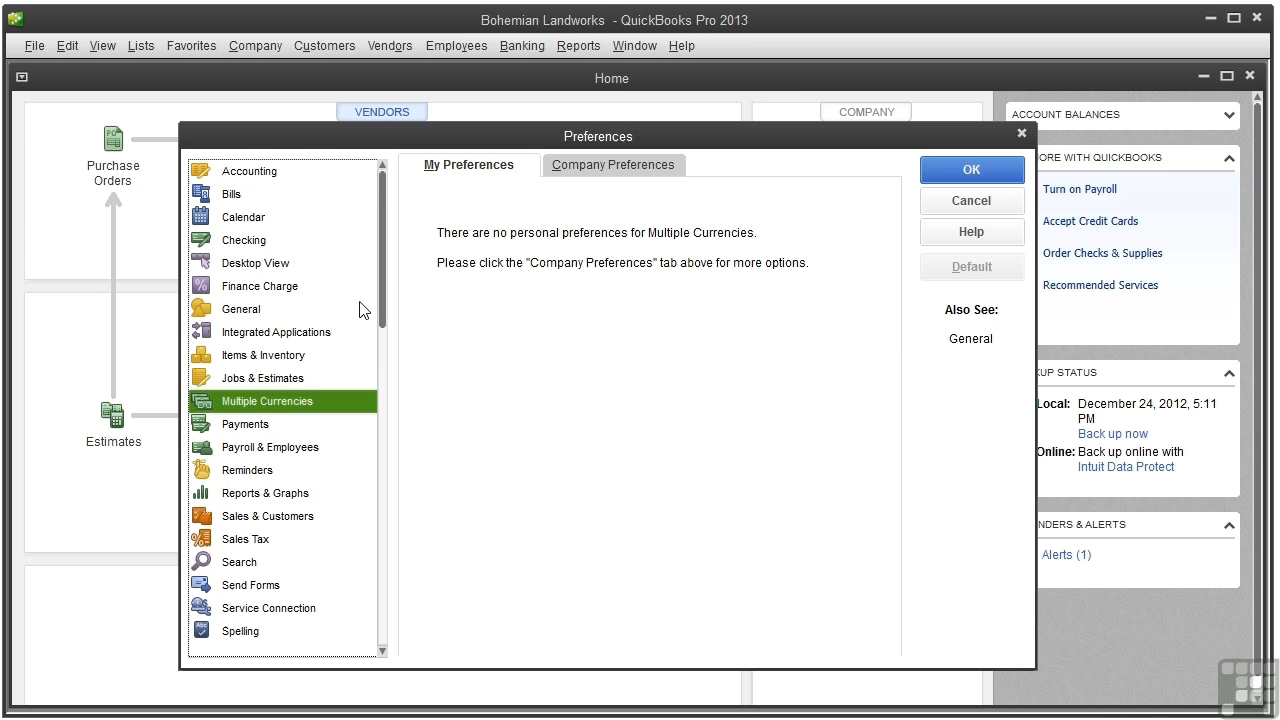 Bohemian Landworks - QuickBooks Pro 2013
File Edit View Lists Favorites Company Customers Vendors Employees Banking Reports Window Help
Home
VENDORS
COMPANY
Purchase
Orders
Estimates
Preferences
Accounting
Bills
Calendar
Checking
Desktop View
Finance Charge
General
Integrated Applications
Items & Inventory
Jobs & Estimates
Multiple Currencies
Payments
Payroll & Employees
Reminders
Reports & Graphs
Sales & Customers
Sales Tax
Search
Send Forms
Service Connection
Spelling
My Preferences
Company Preferences
There are no personal preferences for Multiple Currencies.
Please click the "Company Preferences" tab above for more options.
OK
Cancel
Help
Default
Also See:
General
ACCOUNT BALANCES
ORE WITH QUICKBOOKS
Turn on Payroll
Accept Credit Cards
Order Checks & Supplies
Recommended Services
KUP STATUS
Local: December 24, 2012, 5:11
PM
Back up now
Online: Back up online with
Intuit Data Protect
NDERS & ALERTS
Alerts (1)